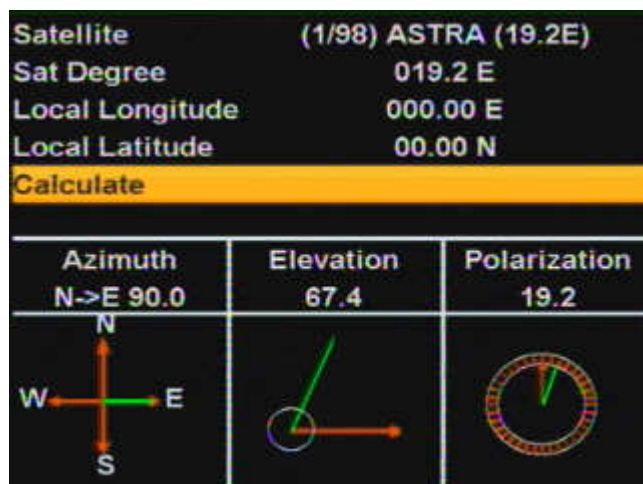 Satellite (1/98) ASTRA (19.2E)
Sat Degree 019.2 E
Local Longitude 000.00 E
Local Latitude 00.00 N
Calculate
Azimuth Elevation Polarization
N->E 90.0 67.4 19.2
N
W E
S